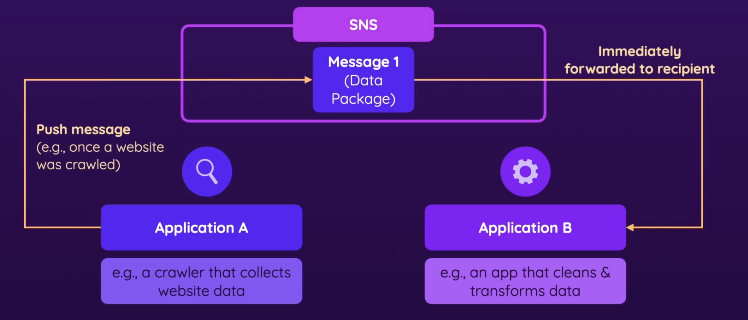 SNS
Message 1
(Data
Package)
Immediately
forwarded to recipient
Push message
(e.g., once a website
was crawled)
Application A
Application B
e.g., a crawler that collects
website data
e.g., an app that cleans &
transforms data